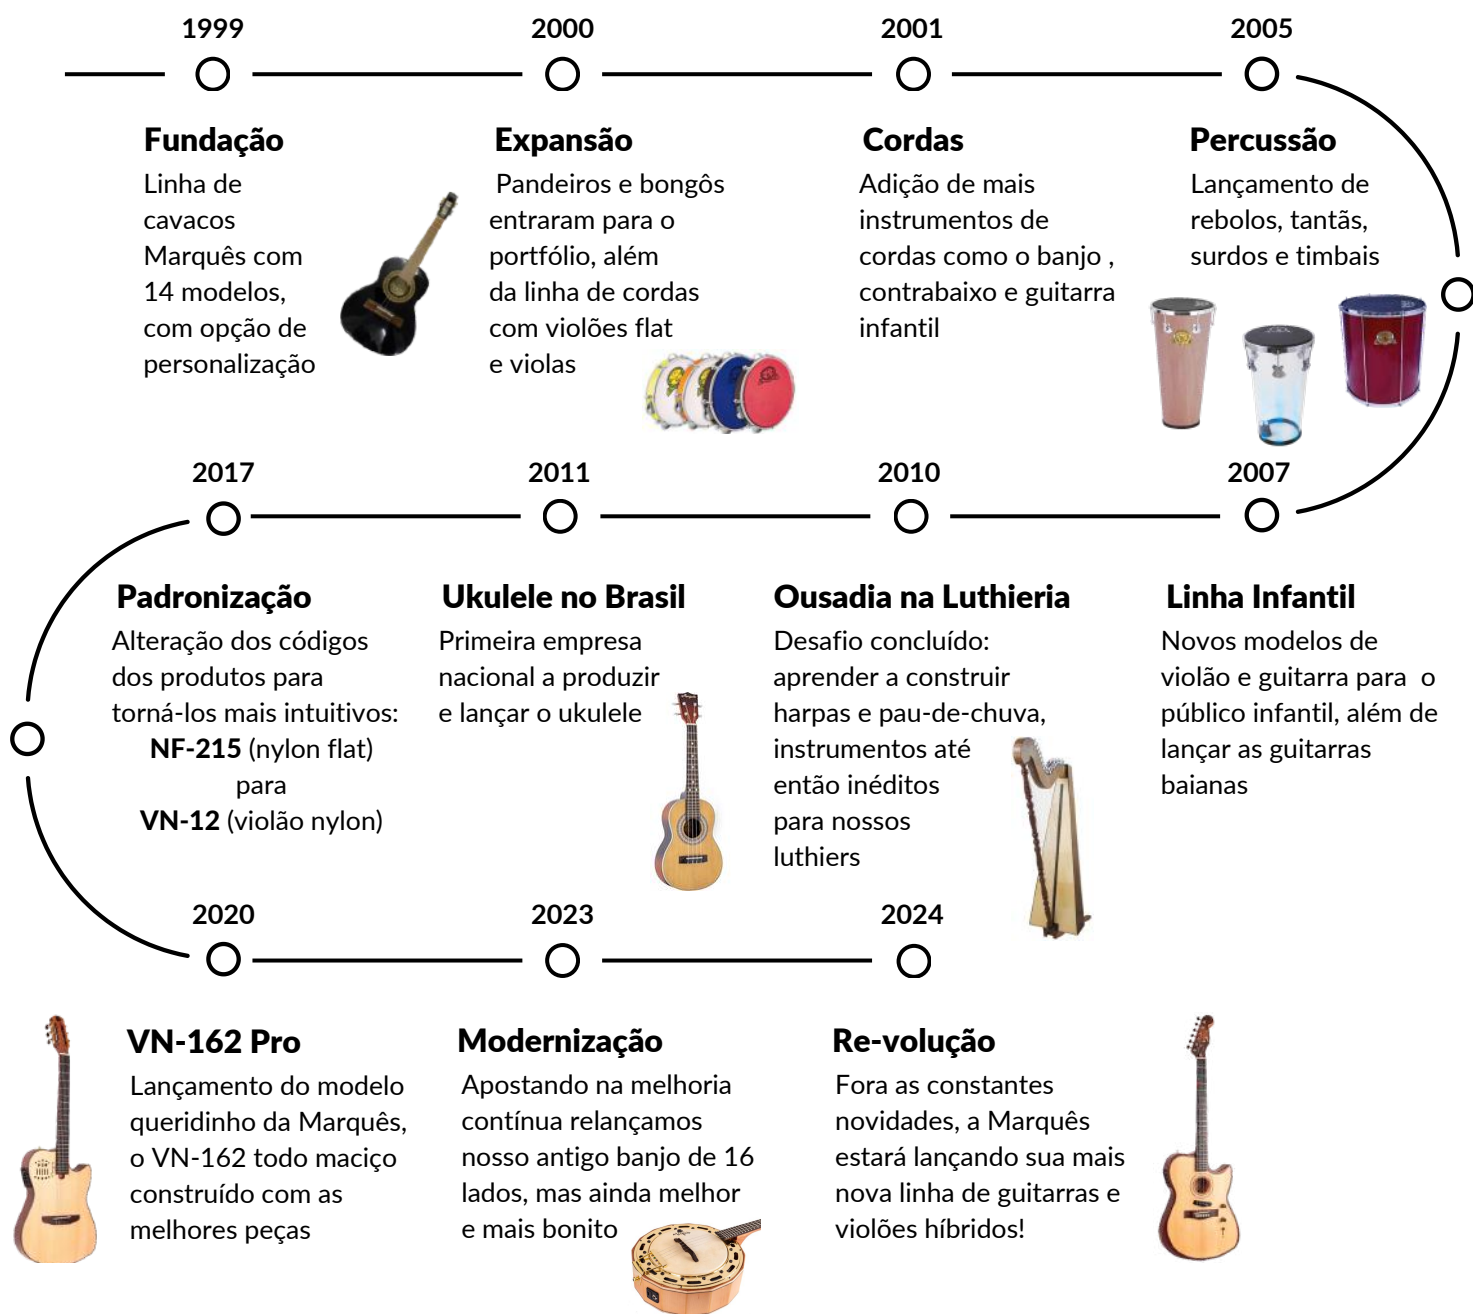 1999
Fundação
Linha de
cavacos
Marquês com
14 modelos,
com opção de
personalização
2000
Expansão
Pandeiros e bongôs
entraram para o
portfólio, além
da linha de cordas
com violões flat
e violas
2001
Cordas
Adição de mais
instrumentos de
cordas como o banjo ,
contrabaixo e guitarra
infantil
2005
Percussão
Lançamento de
rebolos, tantãs,
surdos e timbais
2007
Linha Infantil
Novos modelos de
violão e guitarra para o
público infantil, além de
lançar as guitarras
baianas
2010
Ousadia na Luthieria
Desafio concluído:
aprender a construir
harpas e pau-de-chuva,
instrumentos até
então inéditos
para nossos
luthiers
2011
Ukulele no Brasil
Primeira empresa
nacional a produzir
e lançar o ukulele
2017
Padronização
Alteração dos códigos
dos produtos para
torná-los mais intuitivos:
NF-215 (nylon flat)
para
VN-12 (violão nylon)
2020
VN-162 Pro
Lançamento do modelo
queridinho da Marquês,
o VN-162 todo maciço
construído com as
melhores peças
2023
Modernização
Apostando na melhoria
contínua relançamos
nosso antigo banjo de 16
lados, mas ainda melhor
e mais bonito
2024
Re-volução
Fora as constantes
novidades, a Marquês
estará lançando sua mais
nova linha de guitarras e
violões híbridos!